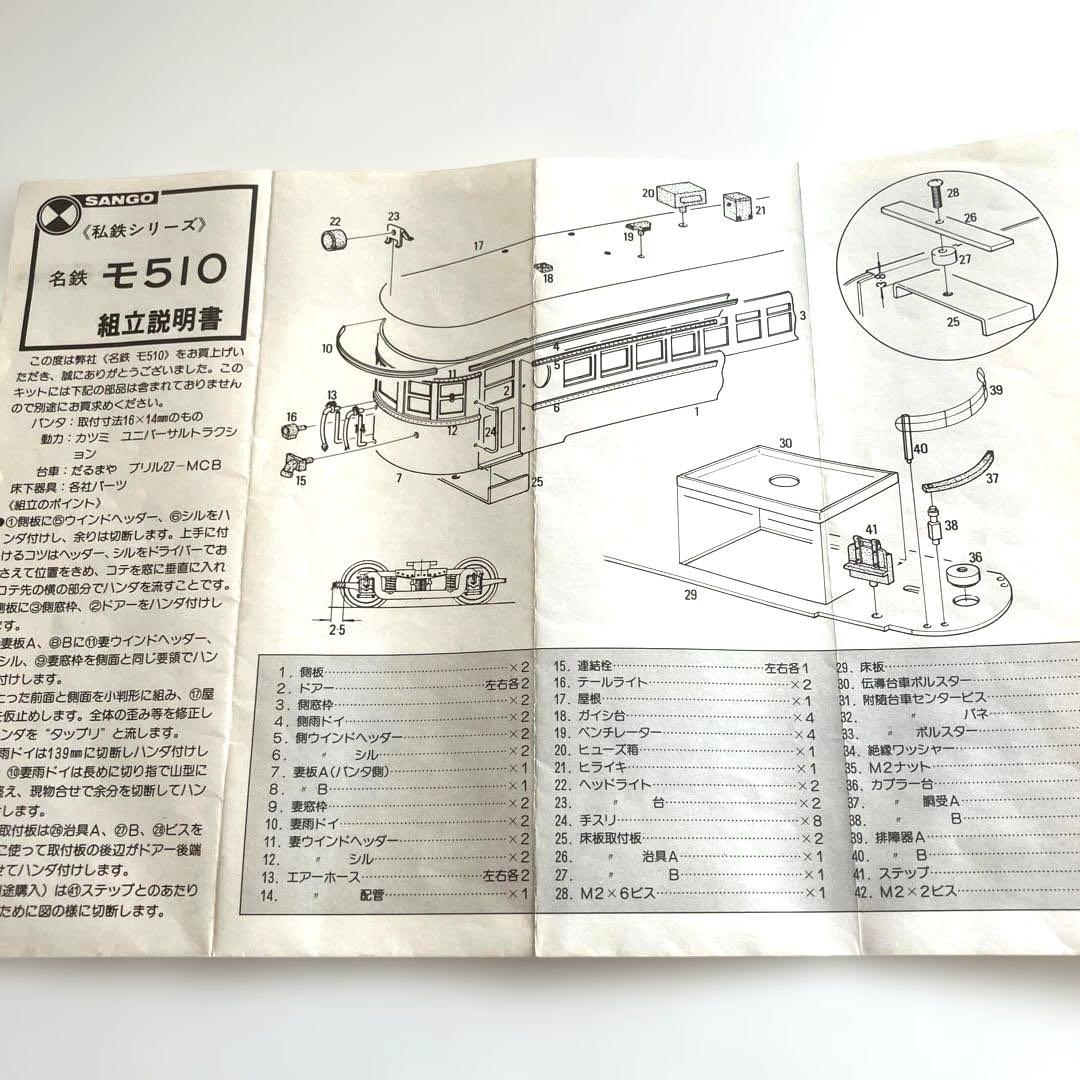 SANGO
《私鉄シリーズ》
名鉄 モ510
組立説明書
この度は弊社《名鉄 モ510》をお買上げい
ただき、誠にありがとうございました。この
キットには下記の部品は含まれておりません
ので別途にお買求めください。
パンタ：取付寸法16×14㎜のもの
動力：カツミ ユニバーサルトラクショ
ョン
台車：だるまや ブリル27-MCB
床下器具：各社パーツ
《組立のポイント》
●①側板に⑤ウインドヘッダー、⑥シルをハ
ンダ付けし、余りは切断します。上手に付
けるコツはヘッダー、シルをドライバーでお
さえて位置をきめ、コテを窓に垂直に入れ
コテ先の横の部分でハンダを流すことです。
側板に③側窓枠、②ドアーをハンダ付けし
ます。
妻板A、⑧Bに⑪妻ウインドヘッダー、
シル、⑨妻窓枠を側面と同じ要領でハン
付けします。
った前面と側面を小判形に組み、⑰屋
を仮止めします。全体の歪み等を修正し
ンダを “タップリ” と流します。
雨ドイは139㎜に切断しハンダ付けし
⑩妻雨ドイは長めに切り指で山型に
整え、現物合せで余分を切断してハン
けします。
取付板は㉖治具A、㉗B、㉘ビスを
に使って取付板の後辺がドアー後端
せてハンダ付けします。
途購入）は㊶ステップとのあたり
ために図の様に切断します。
22
23
17
20
21
19
18
28
26
27
25
10
3
4
5
11
2
9
8
6
13
16
14
12
24
1
15
7
25
30
39
40
37
41
38
36
29
2·5
1. 側板×2
2. ドアー左右各2
3. 側窓枠×2
4. 側雨ドイ×2
5. 側ウインドヘッダー×2
6. 〃 シル×2
7. 妻板A(パンタ側)×1
8. 〃 B×1
9. 妻窓枠×2
10. 妻雨ドイ×2
11. 妻ウインドヘッダー×2
12. 〃 シル×2
13. エアーホース左右各2
14. 〃 配管×1
15. 連結栓左右各1
16. テールライト×2
17. 屋根×1
18. ガイシ台×4
19. ベンチレーター×4
20. ヒューズ箱×1
21. ヒライキ×1
22. ヘッドライト×2
23. 〃 台×2
24. 手スリ×8
25. 床板取付板×2
26. 〃 治具A×1
27. 〃 B×1
28. M2×6ビス×1
29. 床板
30. 伝導台車ボルスター
31. 附随台車センタービス
32. 〃 バネ
33. 〃 ボルスター
34. 絶縁ワッシャー
35. M2ナット
36. カプラー台
37. 〃 胴受A
38. 〃 B
39. 排障器A
40. 〃 B
41. ステップ
42. M2×2ビス